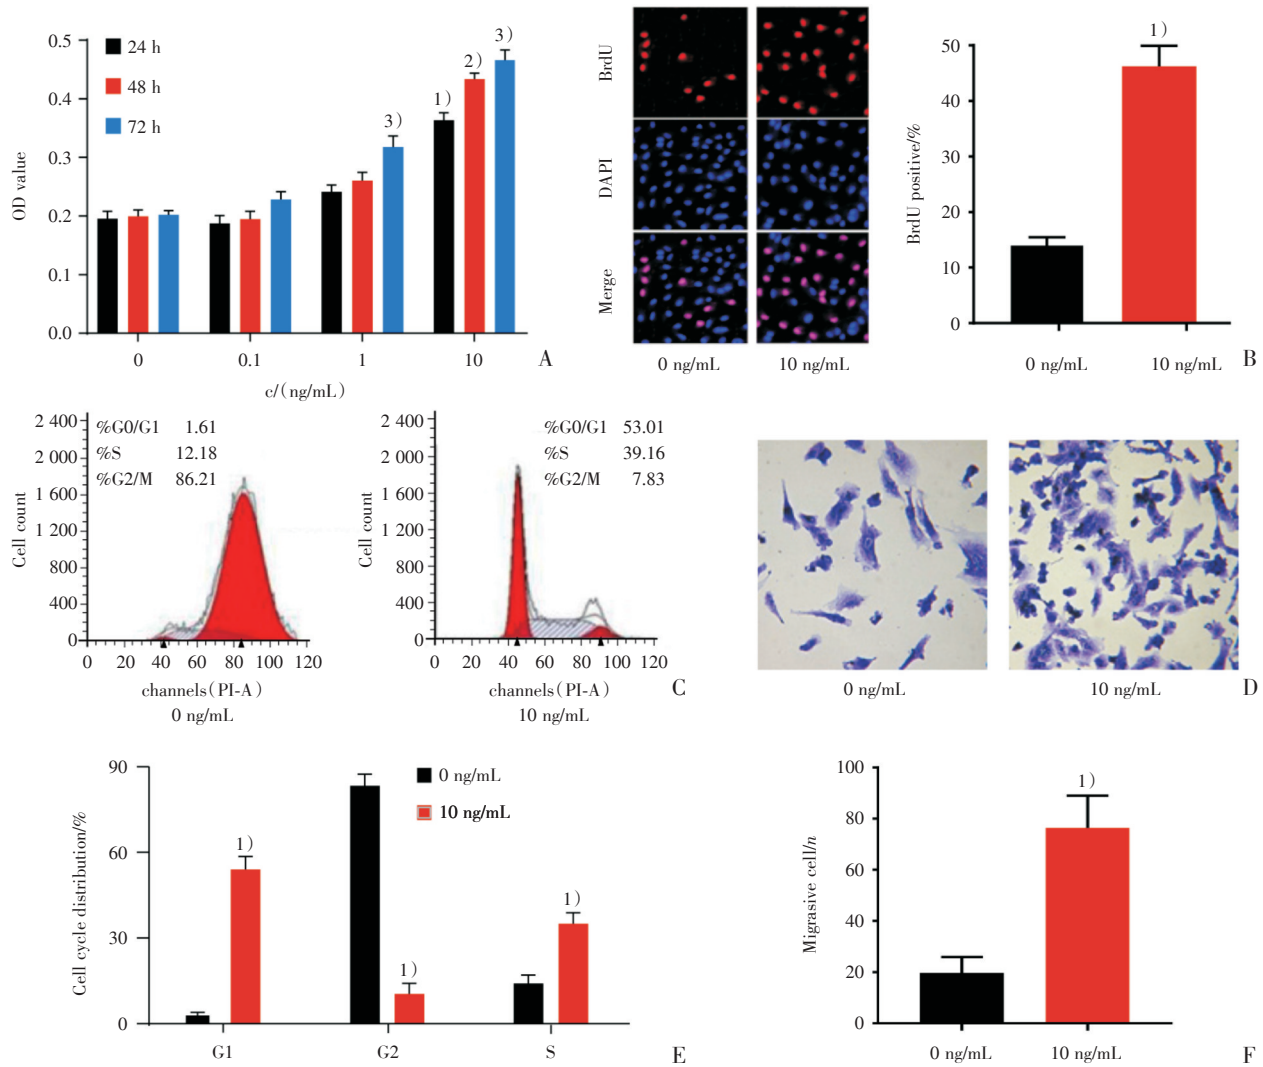 0.5
0.4
0.3
0.2
0.1
0.0
OD value
24 h
48 h
72 h
3)
1)
2)
3)
0
0.1
1
10
c/(ng/mL)
A
BrdU
DAPI
Merge
0 ng/mL
10 ng/mL
50
40
30
20
10
0
BrdU positive/%
1)
0 ng/mL
10 ng/mL
B
2 400
2 000
1 600
1 200
800
400
0
Cell count
%G0/G1 1.61
%S 12.18
%G2/M 86.21
0 20 40 60 80 100 120
channels(PI-A)
0 ng/mL
2 400
2 000
1 600
1 200
800
400
0
Cell count
%G0/G1 53.01
%S 39.16
%G2/M 7.83
0 20 40 60 80 100 120
channels(PI-A)
10 ng/mL
C
0 ng/mL
10 ng/mL
D
90
60
30
0
Cell cycle distribution/%
0 ng/mL
10 ng/mL
1)
1)
1)
G1
G2
S
E
100
80
60
40
20
0
Migrasive cell/n
1)
0 ng/mL
10 ng/mL
F